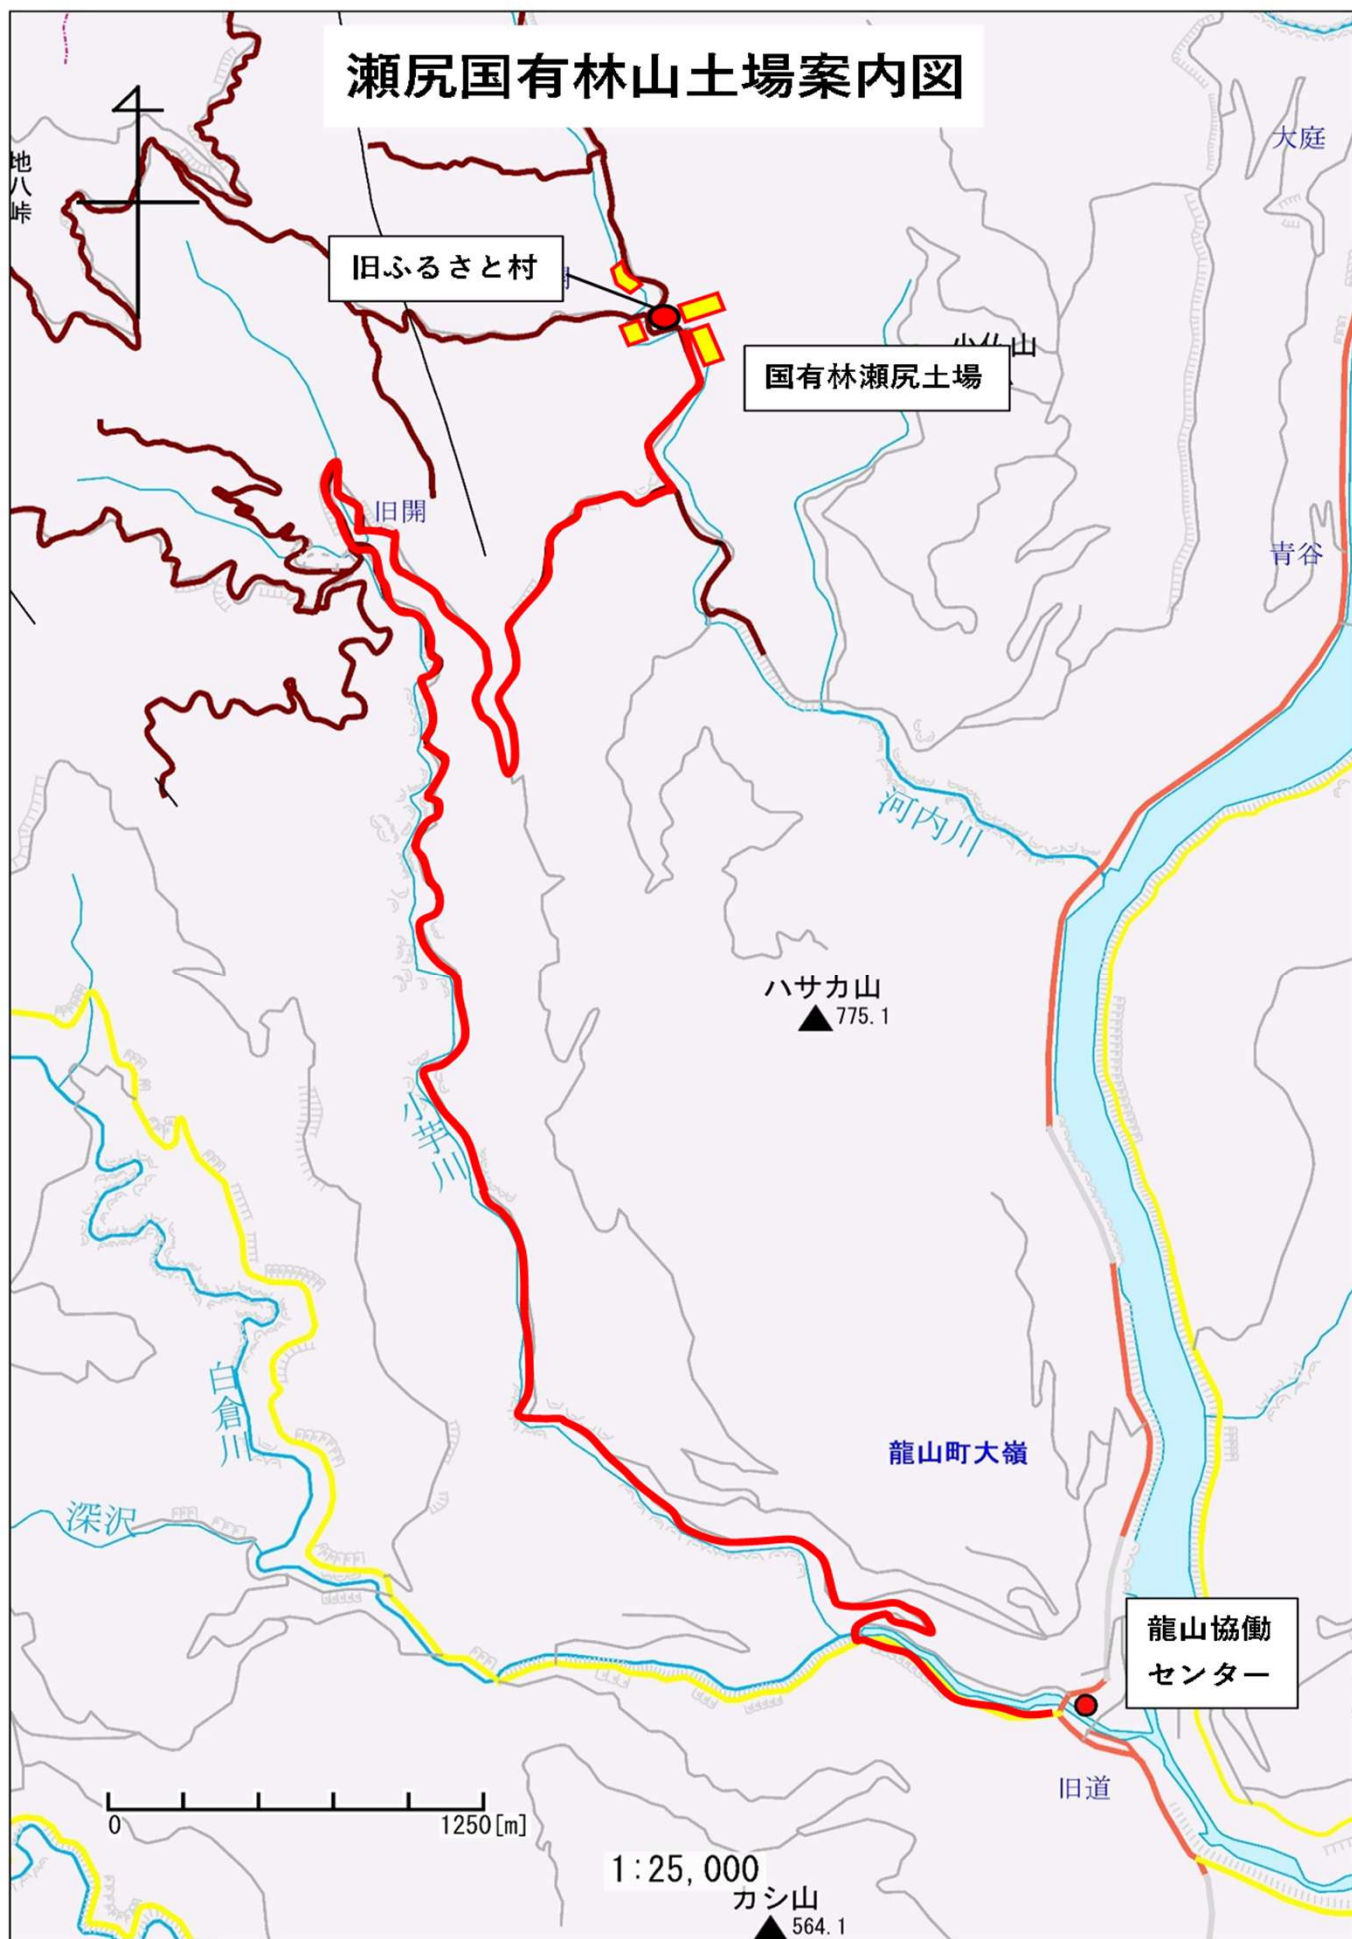 瀬尻国有林山土場案内図
大庭
地八峠
旧ふるさと村
国有林瀬尻土場
旧開
青谷
河内川
ハサカ山
775.1
小芋川
白倉川
龍山町大嶺
深沢
龍山協働
センター
旧道
0
1250[m]
1:25,000
カシ山
564.1